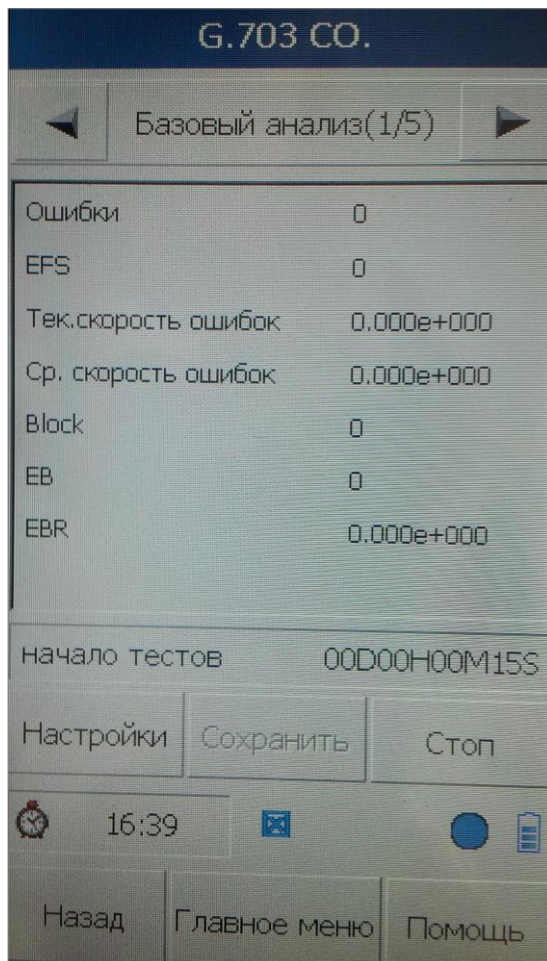 G.703 CO.
Базовый анализ(1/5)
Ошибки 0
EFS 0
Тек.скорость ошибок 0.000e+000
Ср. скорость ошибок 0.000e+000
Block 0
EB 0
EBR 0.000e+000
начало тестов 00D00H00M15S
Настройки Сохранить Стоп
16:39
Назад Главное меню Помощь